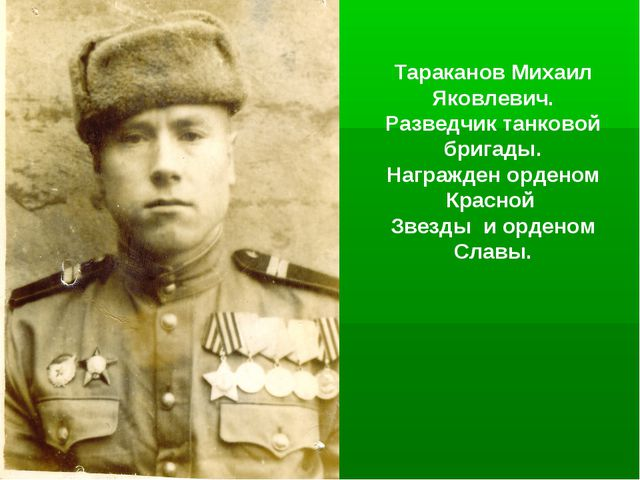 Тараканов Михаил
Яковлевич.
Разведчик танковой
бригады.
Награжден орденом
Красной
Звезды и орденом
Славы.